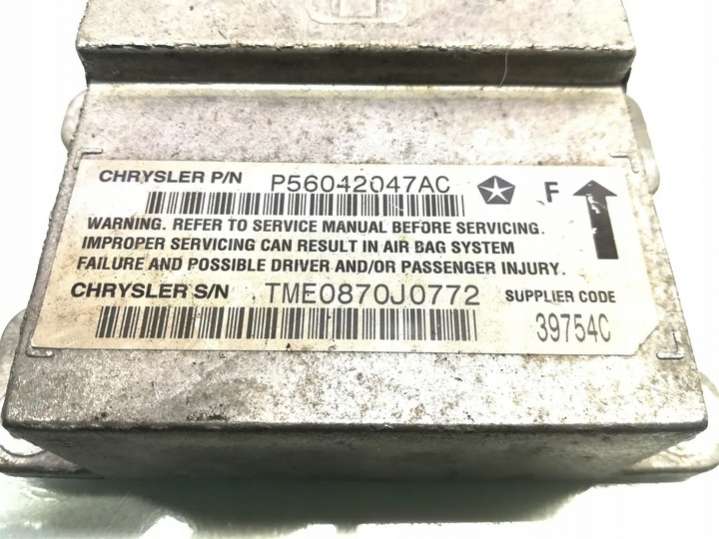 CHRYSLER P/N P56042047AC F
WARNING. REFER TO SERVICE MANUAL BEFORE SERVICING.
IMPROPER SERVICING CAN RESULT IN AIR BAG SYSTEM
FAILURE AND POSSIBLE DRIVER AND/OR PASSENGER INJURY.
CHRYSLER S/N TME0870J0772 SUPPLIER CODE
39754C